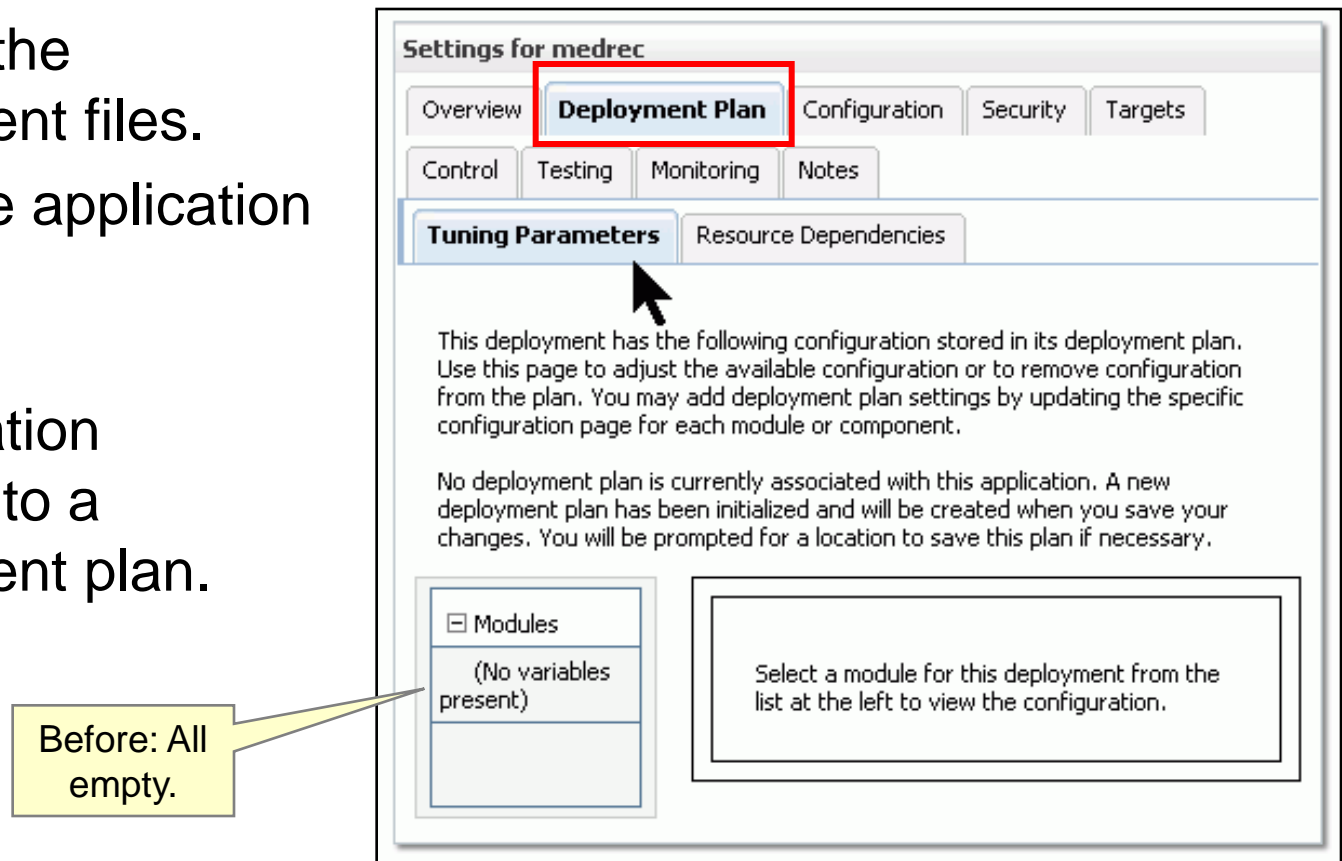 the
ent files.
e application
ation
to a
ent plan.
Before: All
empty.
Settings for medrec
Overview Deployment Plan Configuration Security Targets
Control Testing Monitoring Notes
Tuning Parameters Resource Dependencies
This deployment has the following configuration stored in its deployment plan.
Use this page to adjust the available configuration or to remove configuration
from the plan. You may add deployment plan settings by updating the specific
configuration page for each module or component.
No deployment plan is currently associated with this application. A new
deployment plan has been initialized and will be created when you save your
changes. You will be prompted for a location to save this plan if necessary.
Modules
(No variables
present)
Select a module for this deployment from the
list at the left to view the configuration.